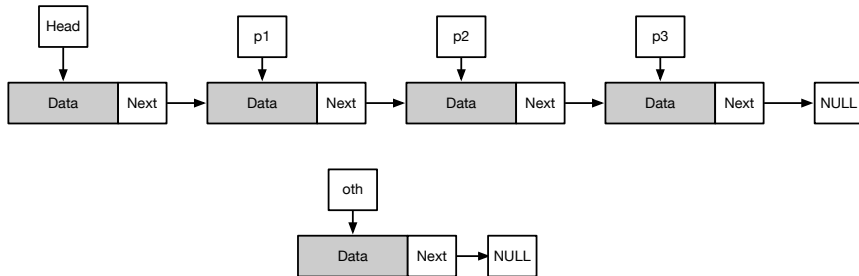 Head
p1
p2
p3
Data Next Data Next Data Next Data Next NULL
oth
Data Next NULL